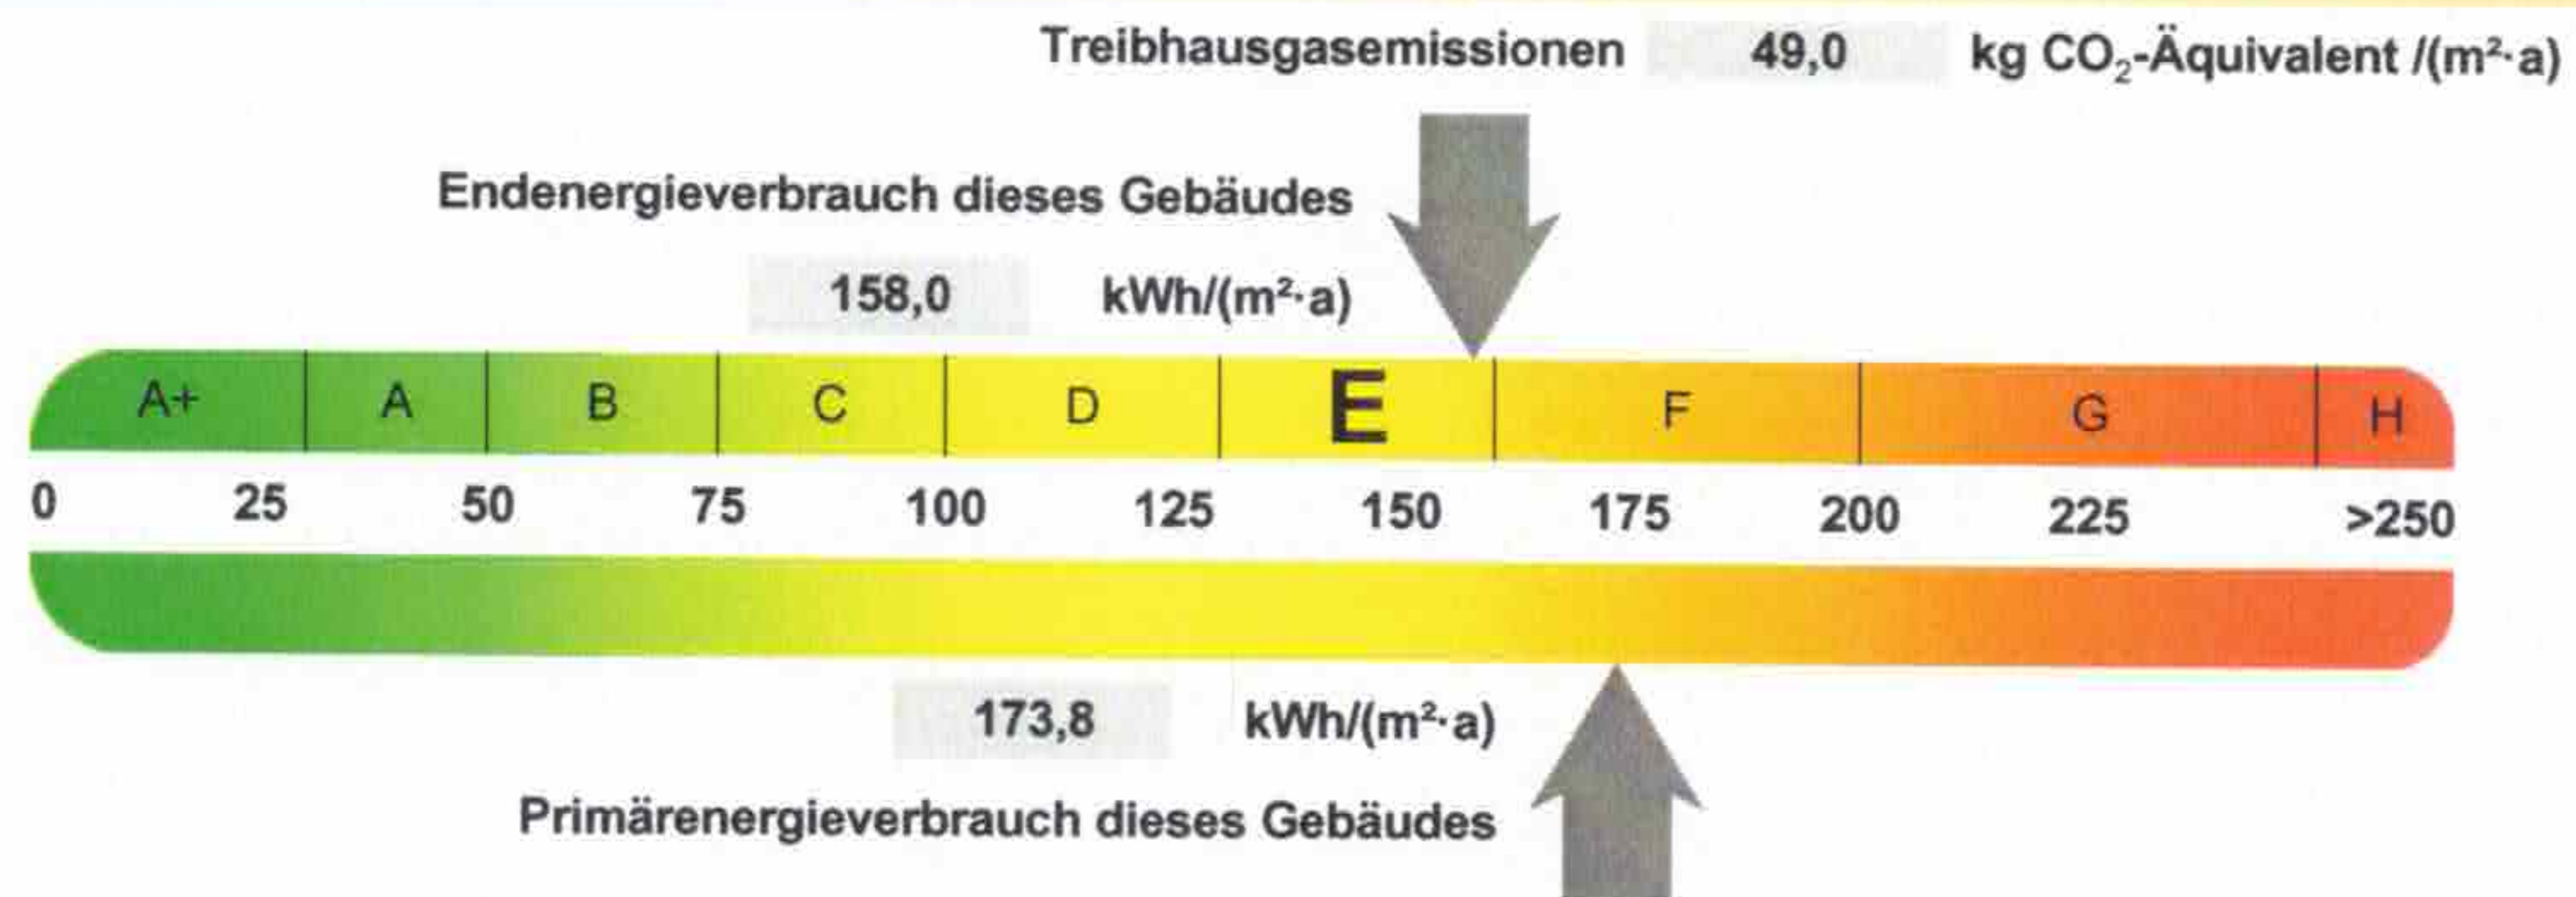 Treibhausgasemissionen 49,0 kg CO₂-Äquivalent /(m²·a)
Endenergieverbrauch dieses Gebäudes
158,0 kWh/(m²·a)
A+ A B C D E F G H
0 25 50 75 100 125 150 175 200 225 >250
173,8 kWh/(m²·a)
Primärenergieverbrauch dieses Gebäudes